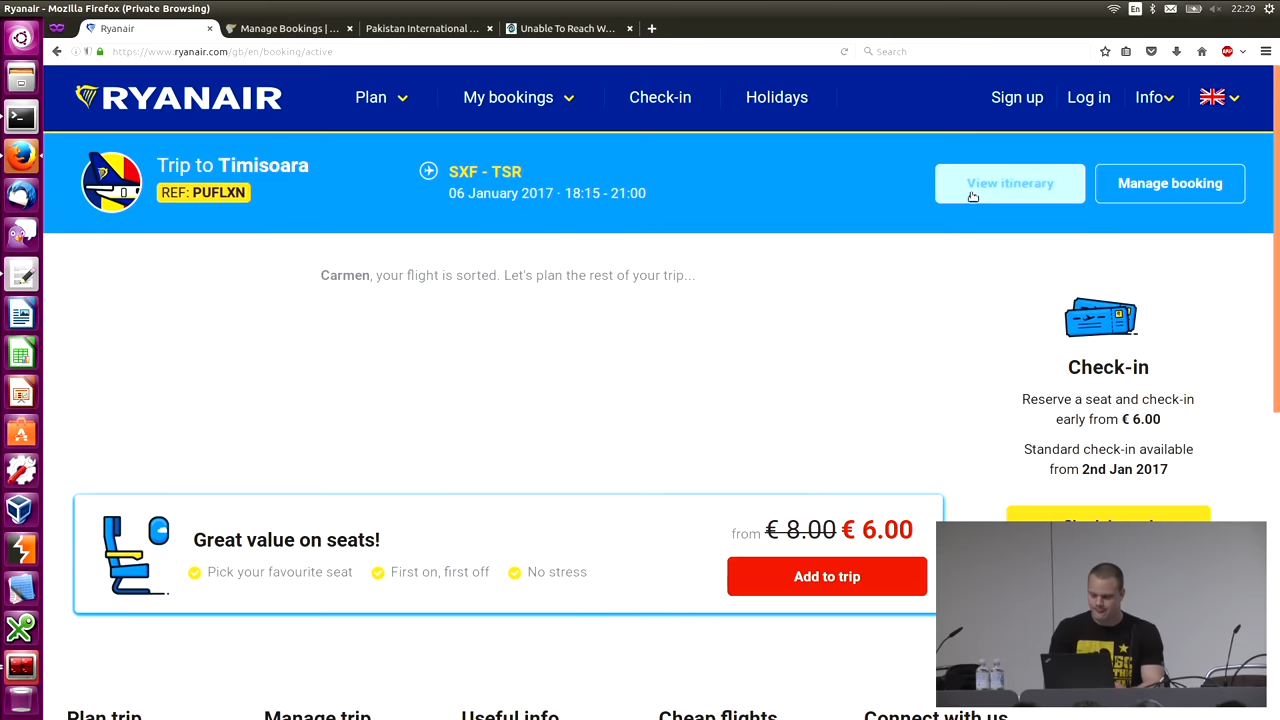 Ryanair - Mozilla Firefox (Private Browsing)
En
22:29
Ryanair
Manage Bookings | ...
Pakistan International ...
Unable To Reach W...
https://www.ryanair.com/gb/en/booking/active
Search
ABP
RYANAIR
Plan
My bookings
Check-in
Holidays
Sign up
Log in
Info
Trip to Timisoara
REF: PUFLXN
SXF - TSR
06 January 2017 · 18:15 - 21:00
View itinerary
Manage booking
Carmen, your flight is sorted. Let's plan the rest of your trip...
Check-in
Reserve a seat and check-in
early from € 6.00
Standard check-in available
from 2nd Jan 2017
Great value on seats!
Pick your favourite seat
First on, first off
No stress
from € 8.00 € 6.00
Add to trip
Plan trip
Manage trip
Useful info
Cheap flights
Connect with us